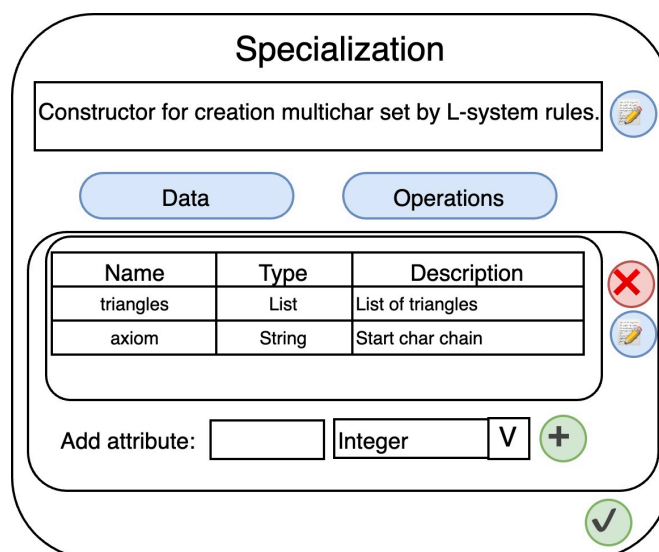 Specialization
Constructor for creation multichar set by L-system rules.
Data Operations
Name Type Description
triangles List List of triangles
axiom String Start char chain
Add attribute: Integer V +